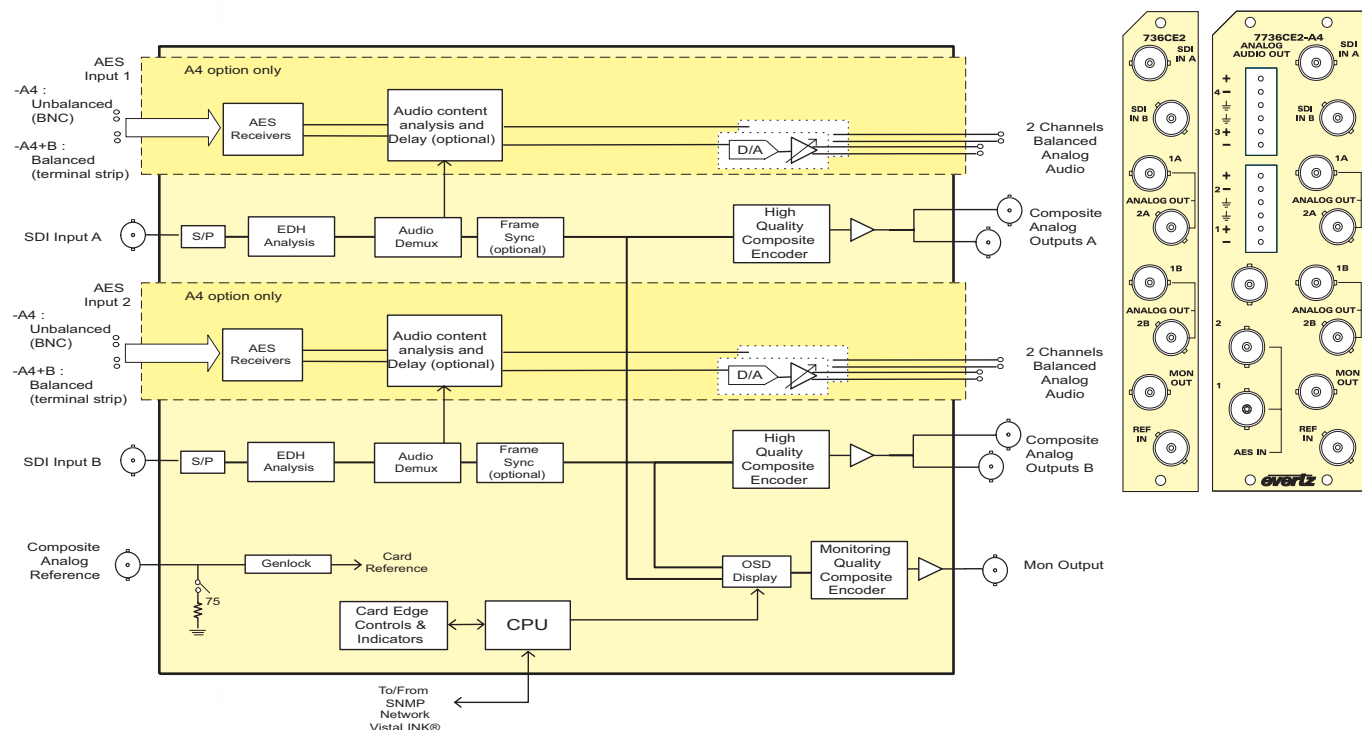 AES
Input 1
A4 option only
-A4 :
Unbalanced
(BNC)
-A4+B :
Balanced
(terminal strip)
AES
Receivers
Audio content
analysis and
Delay (optional)
D/A
2 Channels
Balanced
Analog
Audio
SDI Input A
S/P
EDH
Analysis
Audio
Demux
Frame
Sync
(optional)
High
Quality
Composite
Encoder
Composite
Analog
Outputs A
AES
Input 2
A4 option only
-A4 :
Unbalanced
(BNC)
-A4+B :
Balanced
(terminal strip)
AES
Receivers
Audio content
analysis and
Delay (optional)
D/A
2 Channels
Balanced
Analog
Audio
SDI Input B
S/P
EDH
Analysis
Audio
Demux
Frame
Sync
(optional)
High
Quality
Composite
Encoder
Composite
Analog
Outputs B
Composite
Analog
Reference
Genlock
Card
Reference
75
OSD
Display
Monitoring
Quality
Composite
Encoder
Mon Output
Card Edge
Controls &
Indicators
CPU
To/From
SNMP
Network
VistaLINK®
736CE2
SDI
IN A
SDI
IN B
1A
ANALOG OUT
2A
1B
ANALOG OUT
2B
MON
OUT
REF
IN
7736CE2-A4
ANALOG
AUDIO OUT
SDI
IN A
+
4 −
3 +
−
SDI
IN B
+
2 −
1 +
−
1A
ANALOG OUT
2A
1B
ANALOG OUT
2B
2
1
AES IN
MON
OUT
REF
IN
evertz